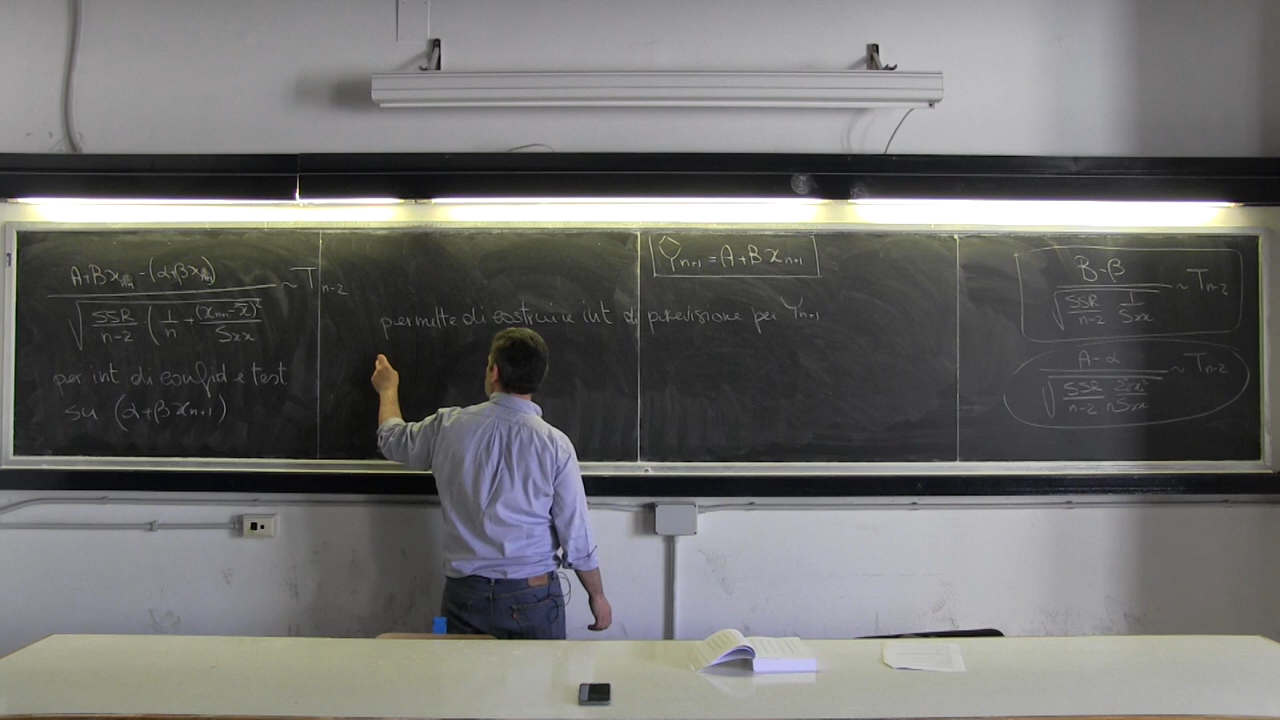 A+Bx_{n+1} - (α+βx_{n+1})
~ T_{n-2}
√ SSR/n-2 ( 1/n + (x_{n+1} - x̄)²/Sxx
per int di confid e test
su (α+βx_{n+1})
Ŷ_{n+1} = A+B x_{n+1}
permette di costruire int di previsione per Y_{n+1}
B-β
~ T_{n-2}
√ SSR/n-2 1/Sxx
A-α
~ T_{n-2}
√ SSR/n-2 Σx²/nSxx